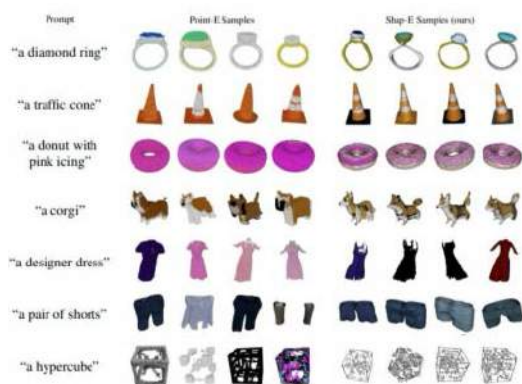 Prompt Point-E Samples Shap-E Samples (ours)
“a diamond ring”
“a traffic cone”
“a donut with
pink icing”
“a corgi”
“a designer dress”
“a pair of shorts”
“a hypercube”